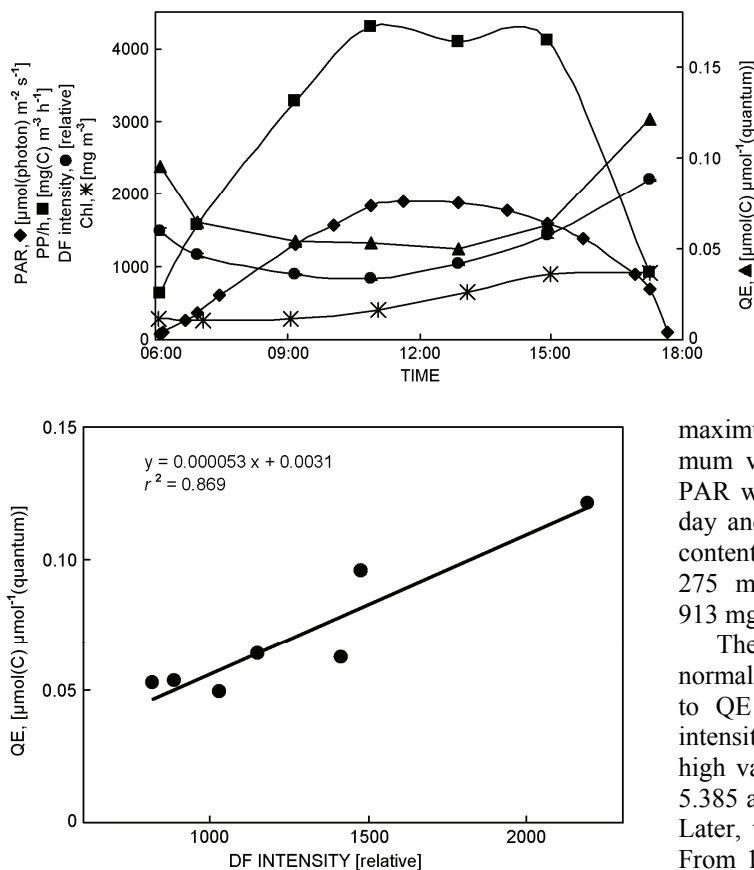 PAR, ◆ [μmol(photon) m⁻² s⁻¹]
PP/h, ■ [mg(C) m⁻³ h⁻¹]
DF intensity, ● [relative]
Chl, ✳ [mg m⁻³]
4000
3000
2000
1000
0
0.15
0.10
0.05
0
QE, ▲ [μmol(C) μmol⁻¹(quantum)]
06:00 09:00 12:00 15:00 18:00
TIME
QE, [μmol(C) μmol⁻¹(quantum)]
0.15
0.10
0.05
0
y = 0.000053 x + 0.0031
r² = 0.869
1000 1500 2000
DF INTENSITY [relative]
maximu
mum v
PAR w
day and
content
275 m
913 mg
The
normal
to QE
intensit
high va
5.385 a
Later,
From 1